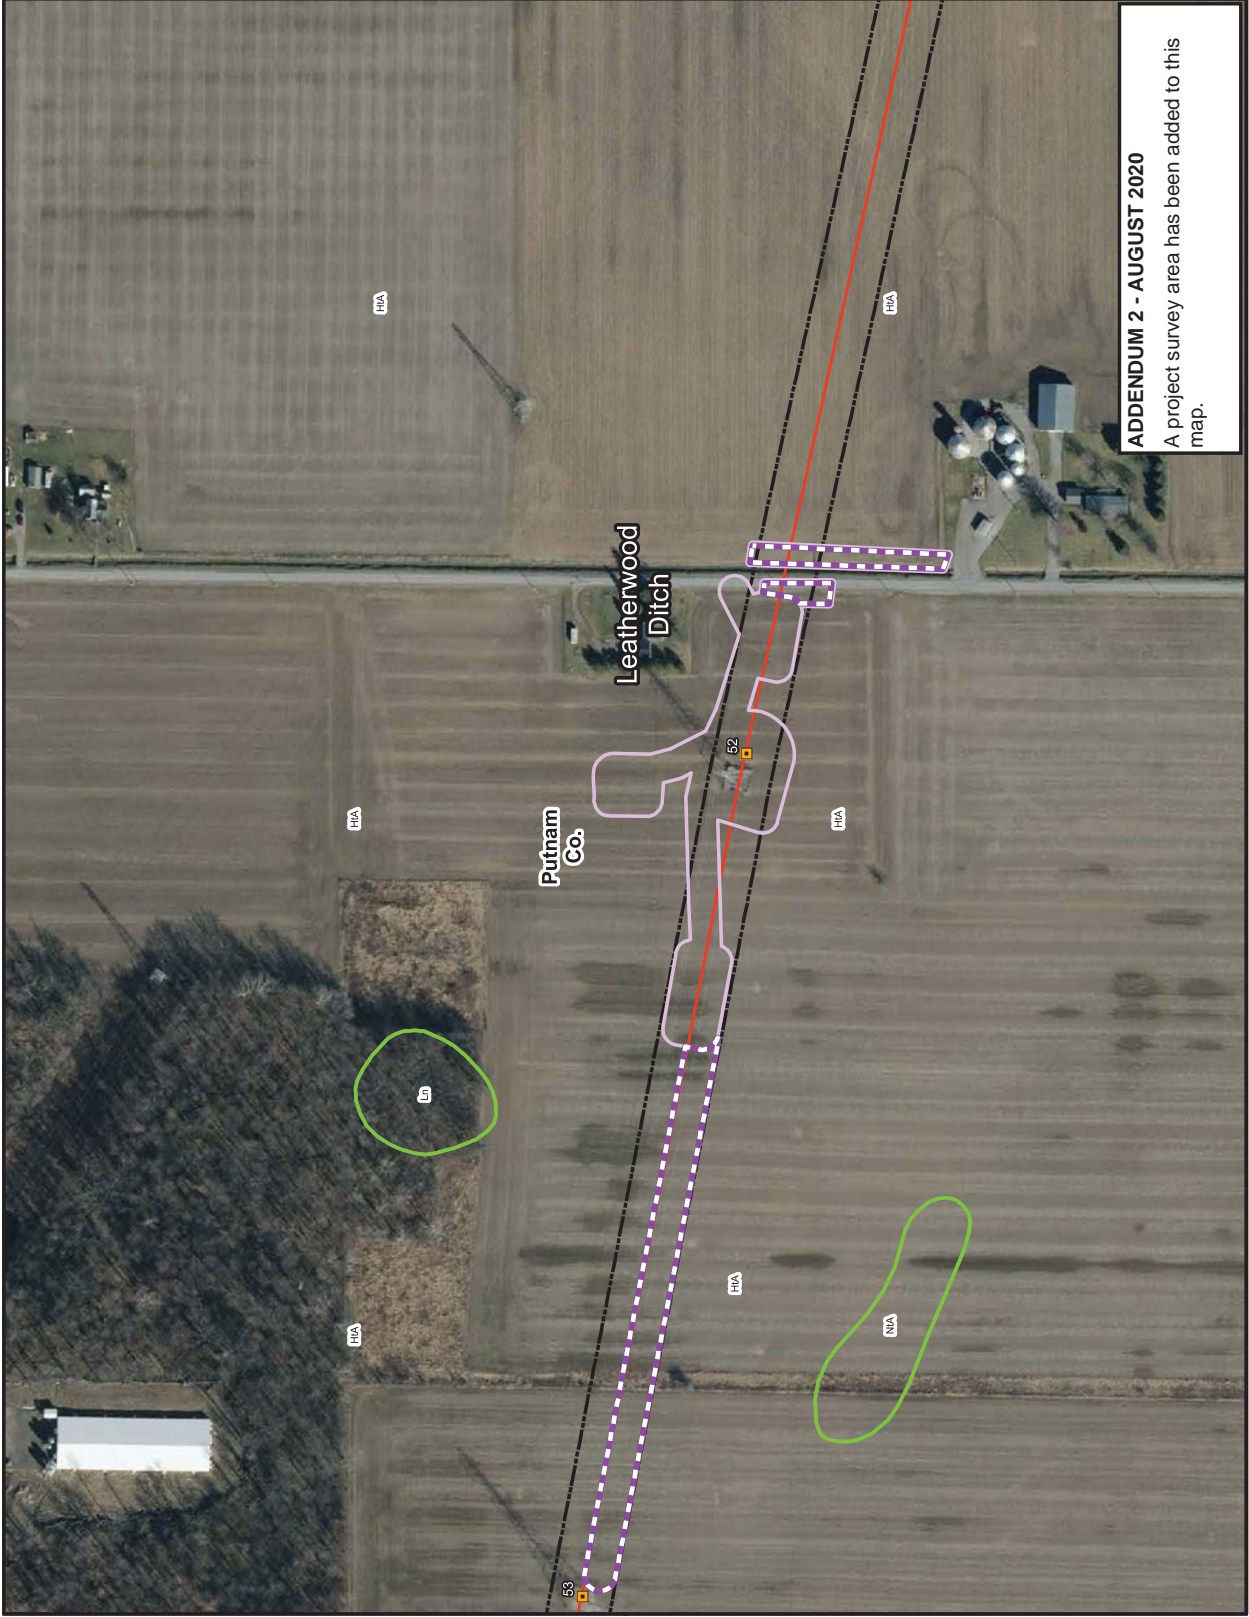 HtA
Ln
HtA
HtA
53
Putnam
Co.
Leatherwood
Ditch
52
HtA
HtA
NtA
HtA
HtA
ADDENDUM 2 - AUGUST 2020
A project survey area has been added to this
map.